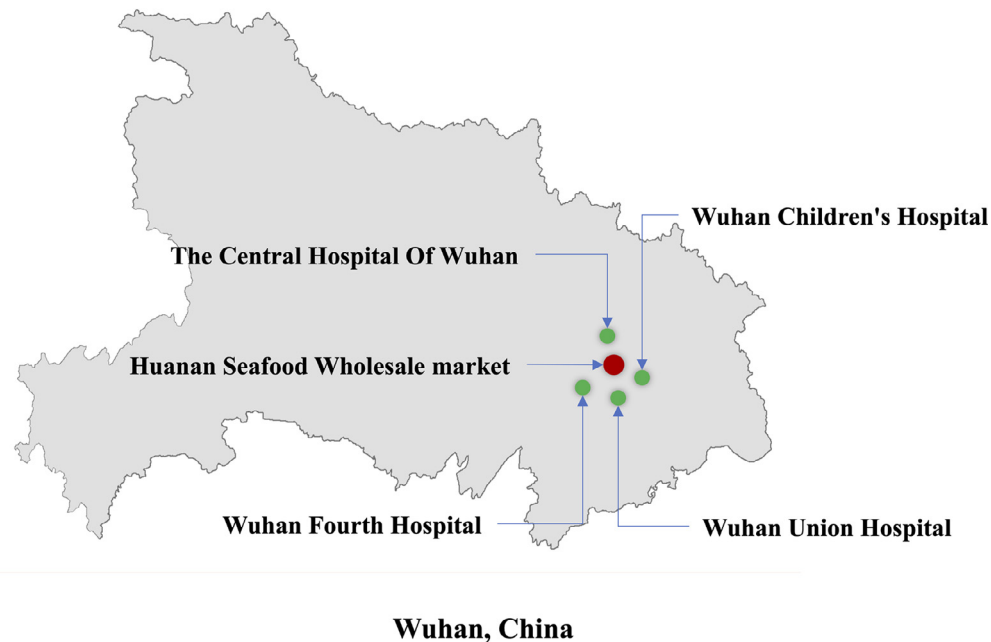 Wuhan Children's Hospital
The Central Hospital Of Wuhan
Huanan Seafood Wholesale market
Wuhan Fourth Hospital
Wuhan Union Hospital
Wuhan, China